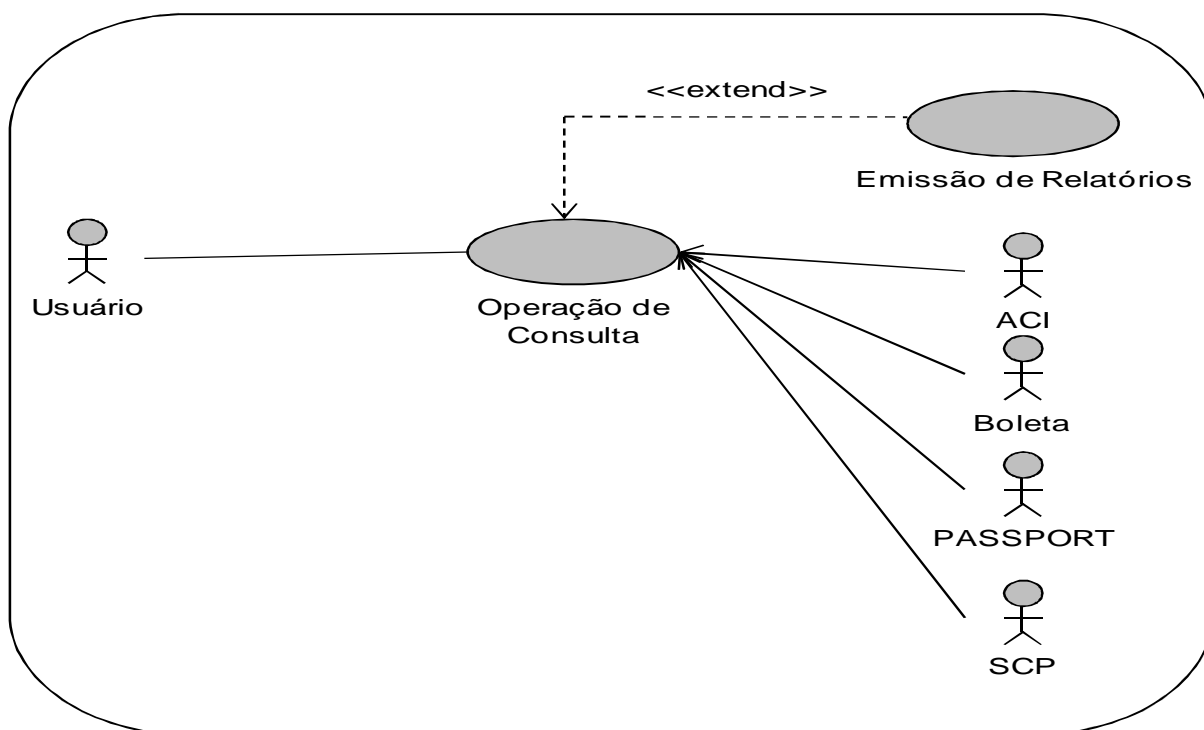 <<extend>>
Emissão de Relatórios
Usuário
Operação de
Consulta
ACI
Boleta
PASSPORT
SCP